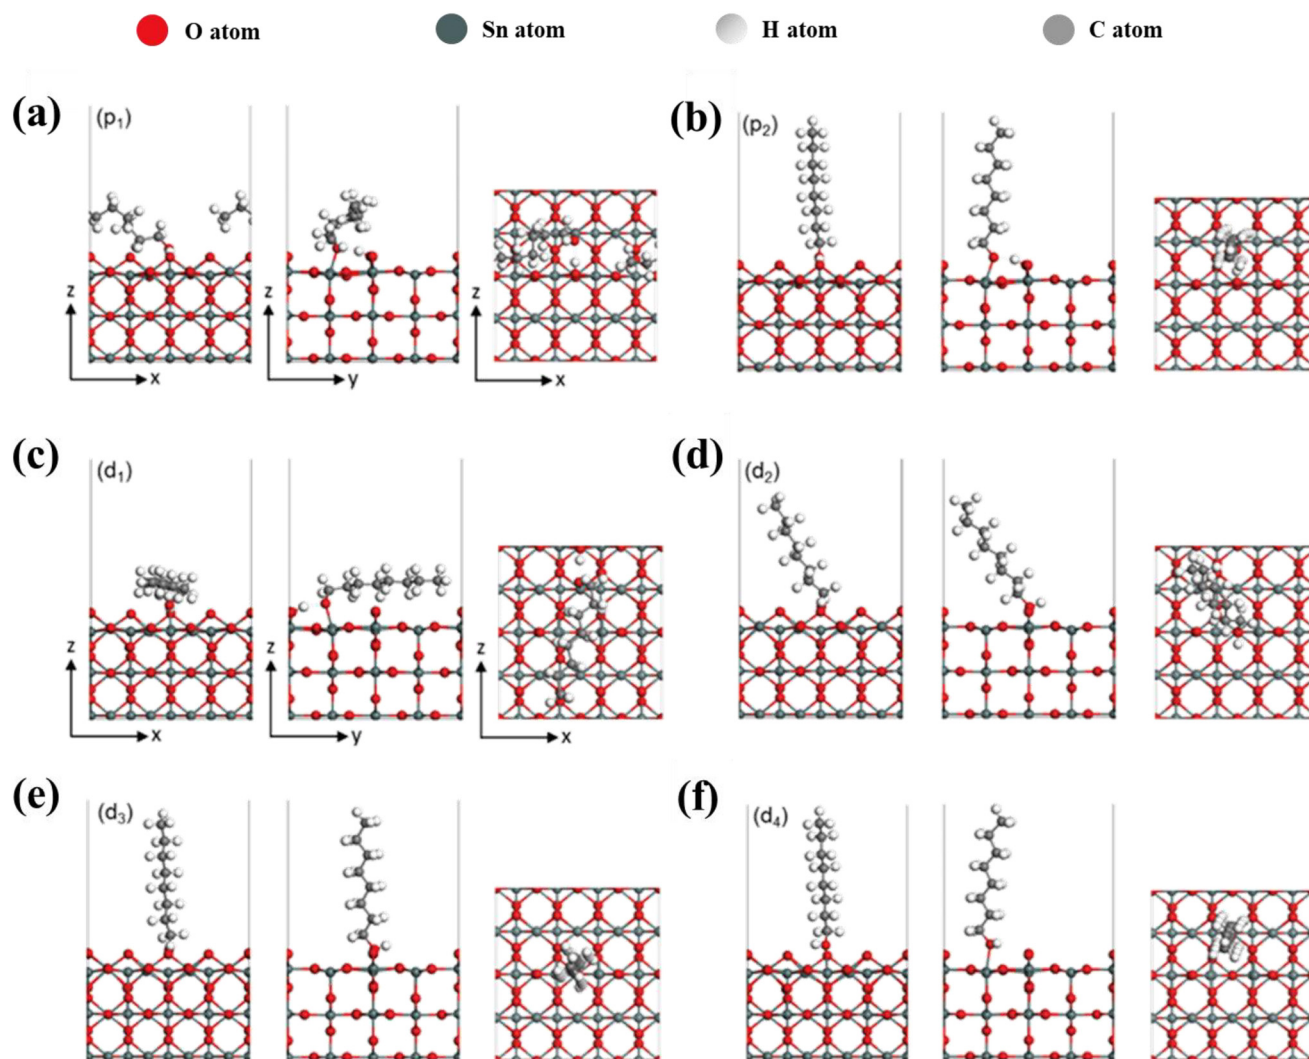 O atom Sn atom H atom C atom
(a) (p₁) (b) (p₂)
z z z
x y x
(c) (d₁) (d) (d₂)
z z z
x y x
(e) (d₃) (f) (d₄)